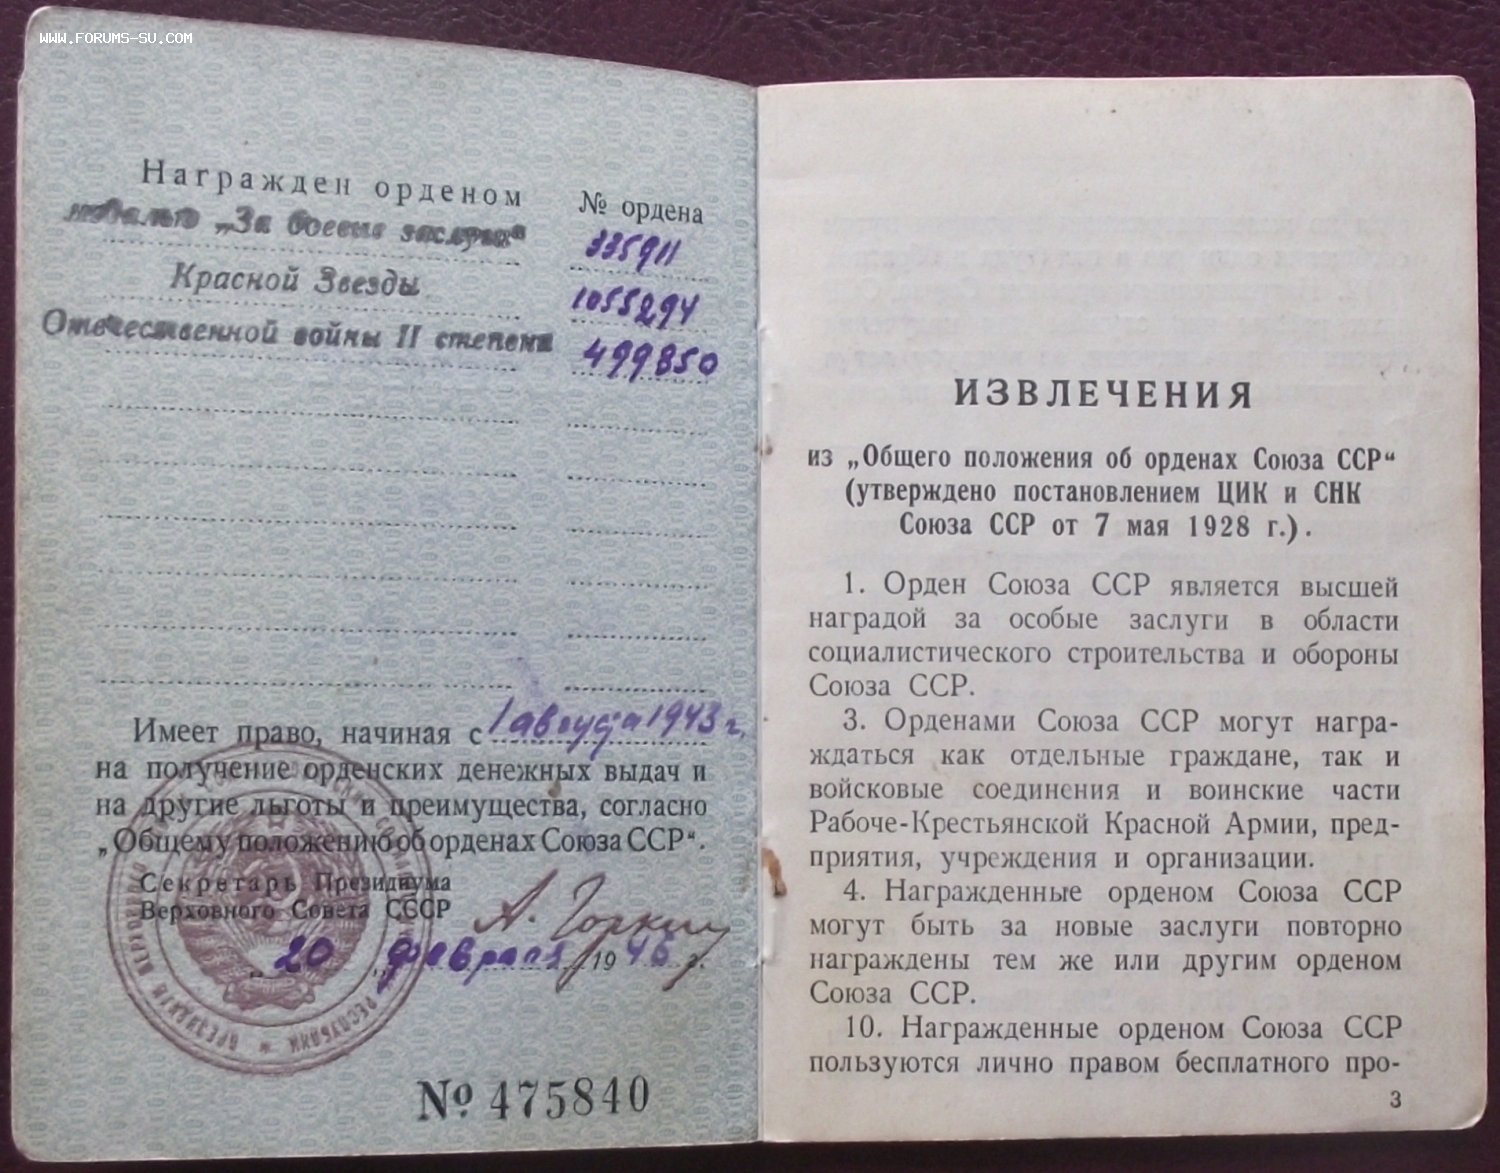 WWW.FORUMS-SU.COM
Награжден орденом № ордена
медалью „За боевые заслуги“ 335911
Красной Звезды 1055294
Отечественной войны II степени 499850
Имеет право, начиная с 1 августа 1943 г.
на получение орденских денежных выдач и
на другие льготы и преимущества, согласно
„Общему положению об орденах Союза ССР“.
Секретарь Президиума
Верховного Совета СССР А. Горкин
„20 „февраля 1946 г.
№ 475840
ИЗВЛЕЧЕНИЯ
из „Общего положения об орденах Союза ССР“
(утверждено постановлением ЦИК и СНК
Союза ССР от 7 мая 1928 г.).
1. Орден Союза ССР является высшей
наградой за особые заслуги в области
социалистического строительства и обороны
Союза ССР.
3. Орденами Союза ССР могут награ-
ждаться как отдельные граждане, так и
войсковые соединения и воинские части
Рабоче-Крестьянской Красной Армии, пред-
приятия, учреждения и организации.
4. Награжденные орденом Союза ССР
могут быть за новые заслуги повторно
награждены тем же или другим орденом
Союза ССР.
10. Награжденные орденом Союза ССР
пользуются лично правом бесплатного про-
3